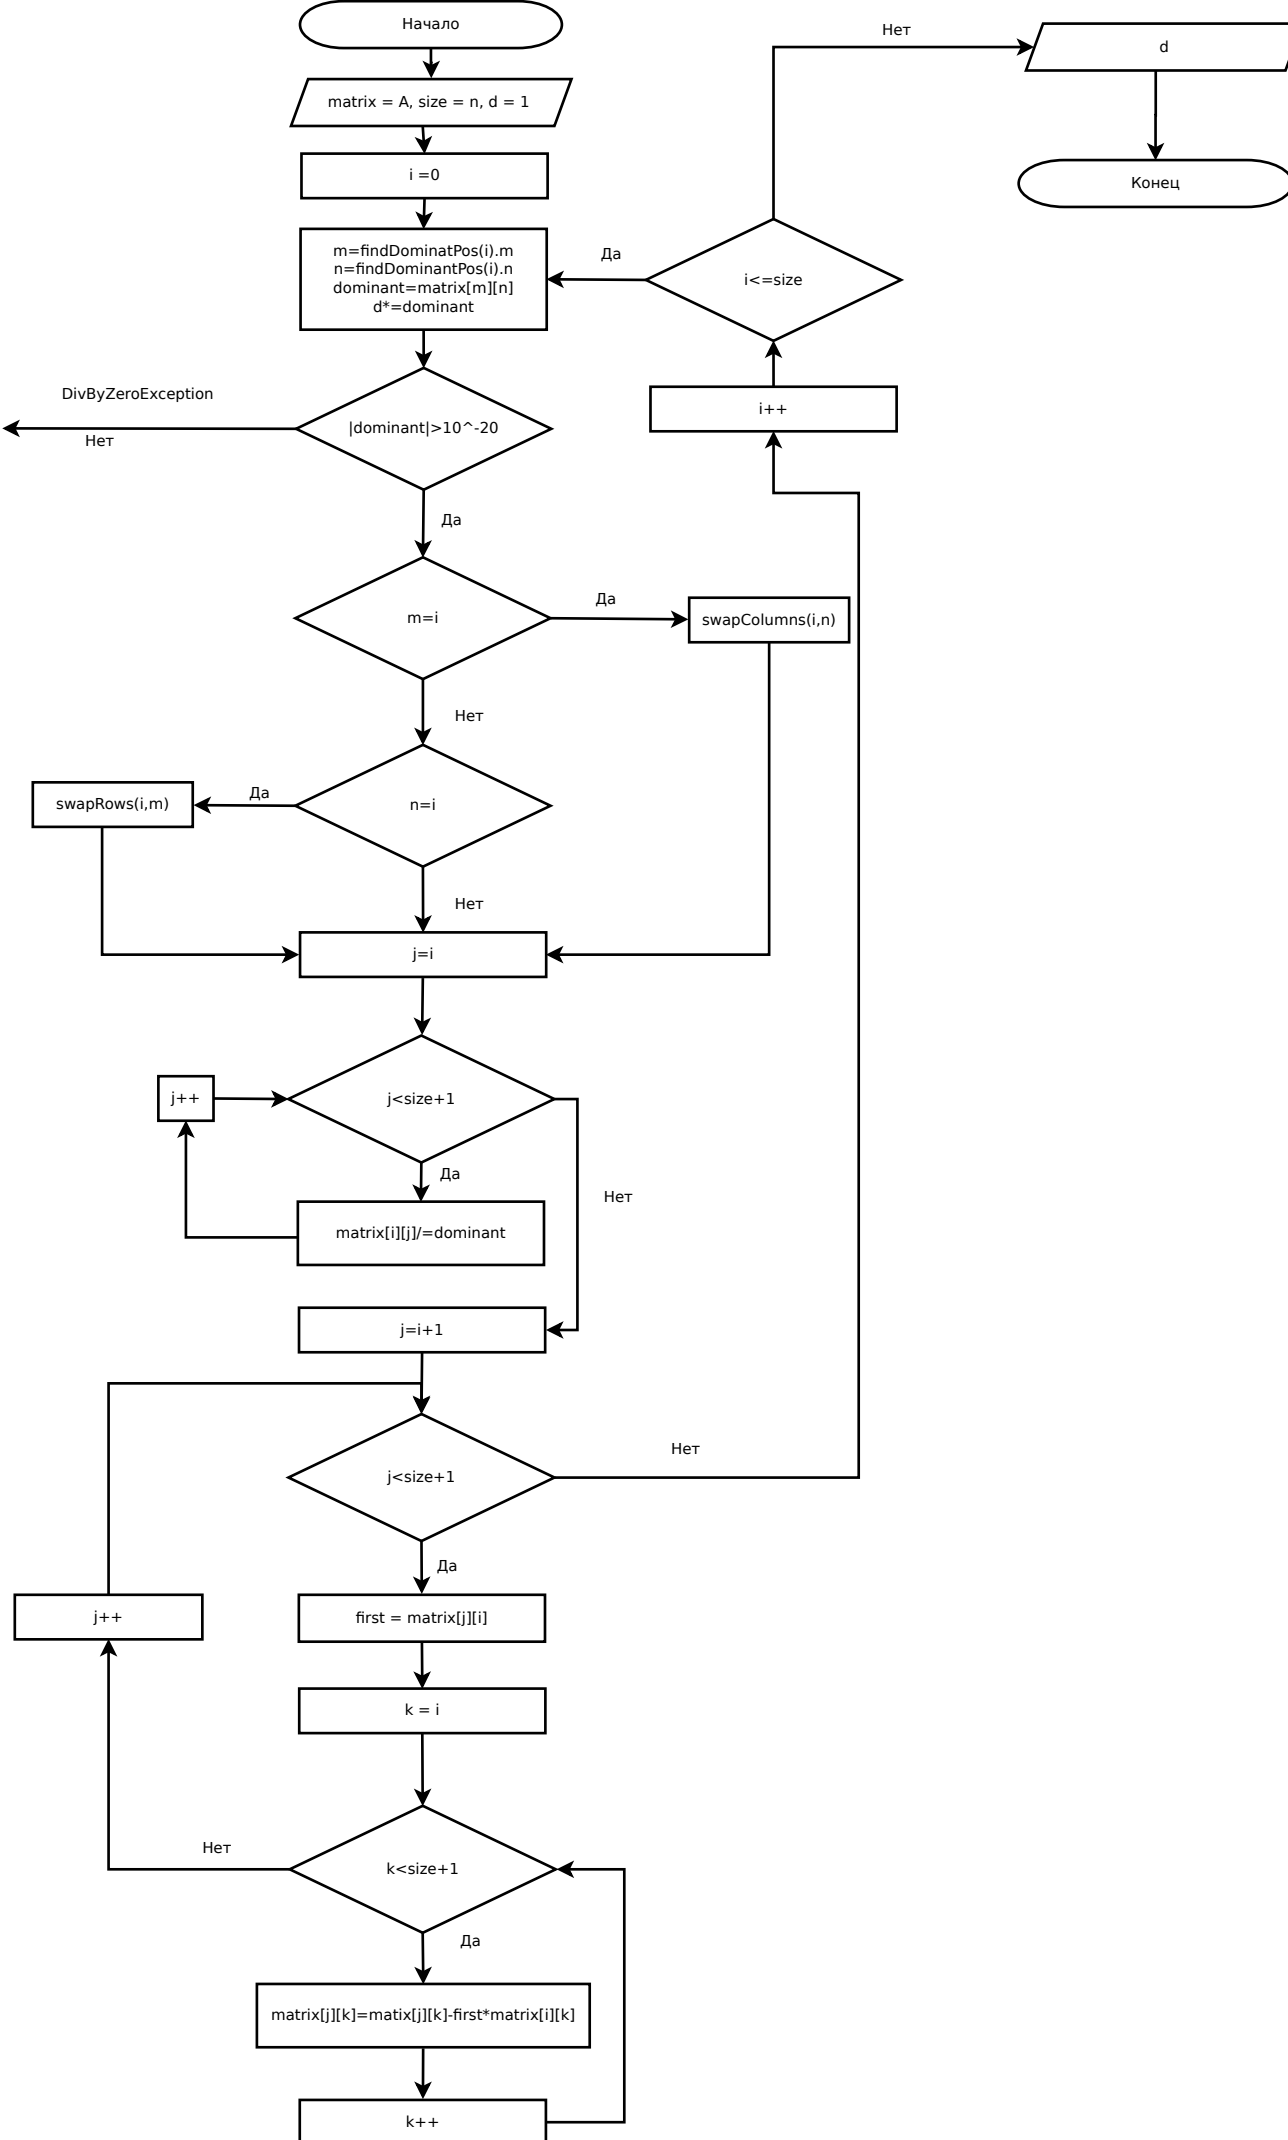 Начало
matrix = A, size = n, d = 1
i =0
m=findDominatPos(i).m
n=findDominantPos(i).n
dominant=matrix[m][n]
d*=dominant
Да
i<=size
Нет
d
Конец
i++
DivByZeroException
Нет
|dominant|>10^-20
Да
m=i
Да
swapColumns(i,n)
Нет
n=i
Да
swapRows(i,m)
Нет
j=i
j++
j<size+1
Да
Нет
matrix[i][j]/=dominant
j=i+1
j<size+1
Нет
Да
j++
first = matrix[j][i]
k = i
Нет
k<size+1
Да
matrix[j][k]=matix[j][k]-first*matrix[i][k]
k++